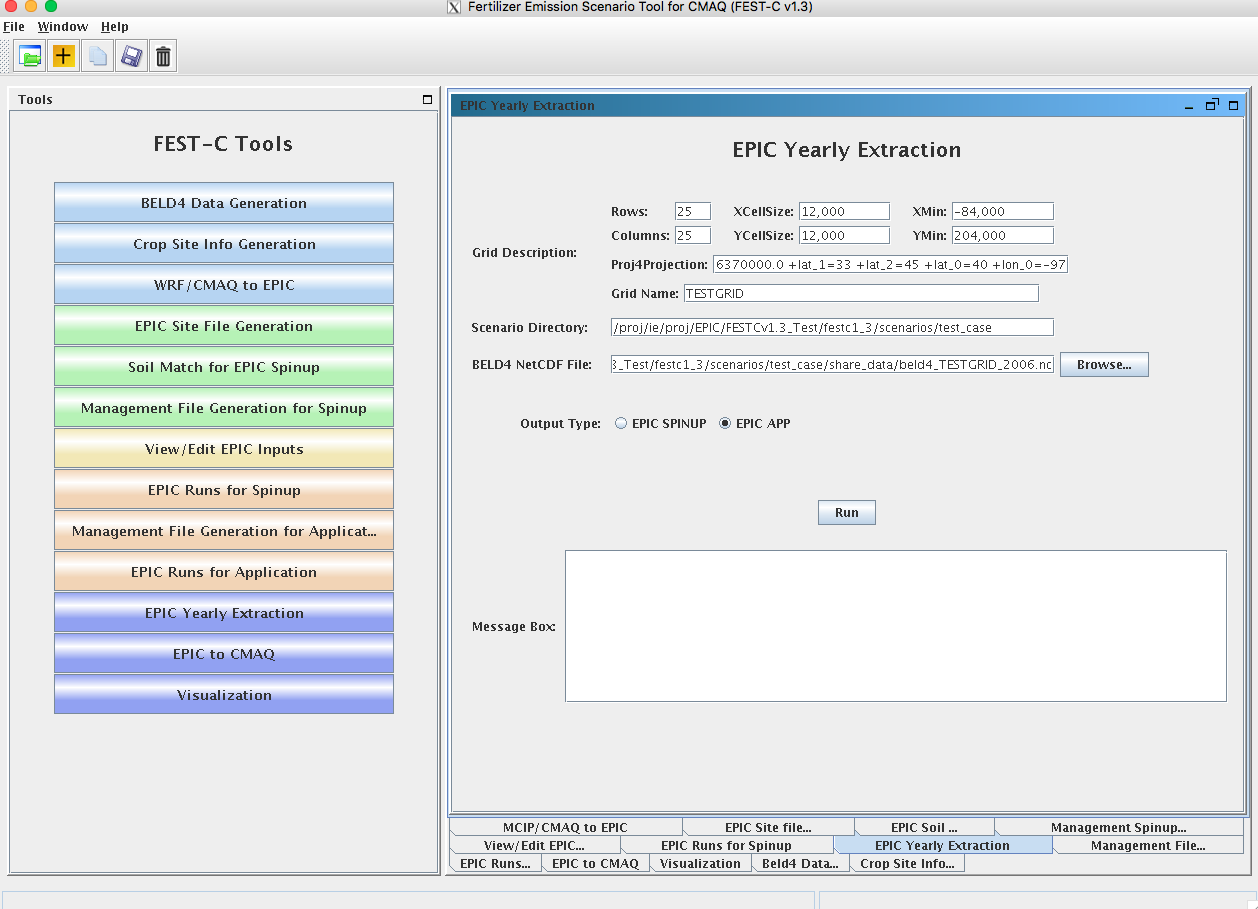 Fertilizer Emission Scenario Tool for CMAQ (FEST-C v1.3)
File Window Help
Tools
FEST-C Tools
BELD4 Data Generation
Crop Site Info Generation
WRF/CMAQ to EPIC
EPIC Site File Generation
Soil Match for EPIC Spinup
Management File Generation for Spinup
View/Edit EPIC Inputs
EPIC Runs for Spinup
Management File Generation for Applicat...
EPIC Runs for Application
EPIC Yearly Extraction
EPIC to CMAQ
Visualization
EPIC Yearly Extraction
EPIC Yearly Extraction
Grid Description:
Rows: 25 XCellSize: 12,000 XMin: -84,000
Columns: 25 YCellSize: 12,000 YMin: 204,000
Proj4Projection: 6370000.0 +lat_1=33 +lat_2=45 +lat_0=40 +lon_0=-97
Grid Name: TESTGRID
Scenario Directory: /proj/ie/proj/EPIC/FESTCv1.3_Test/festc1_3/scenarios/test_case
BELD4 NetCDF File: 3_Test/festc1_3/scenarios/test_case/share_data/beld4_TESTGRID_2006.nc Browse...
Output Type: EPIC SPINUP EPIC APP
Run
Message Box:
MCIP/CMAQ to EPIC EPIC Site file... EPIC Soil ... Management Spinup...
View/Edit EPIC... EPIC Runs for Spinup EPIC Yearly Extraction Management File...
EPIC Runs... EPIC to CMAQ Visualization Beld4 Data... Crop Site Info...